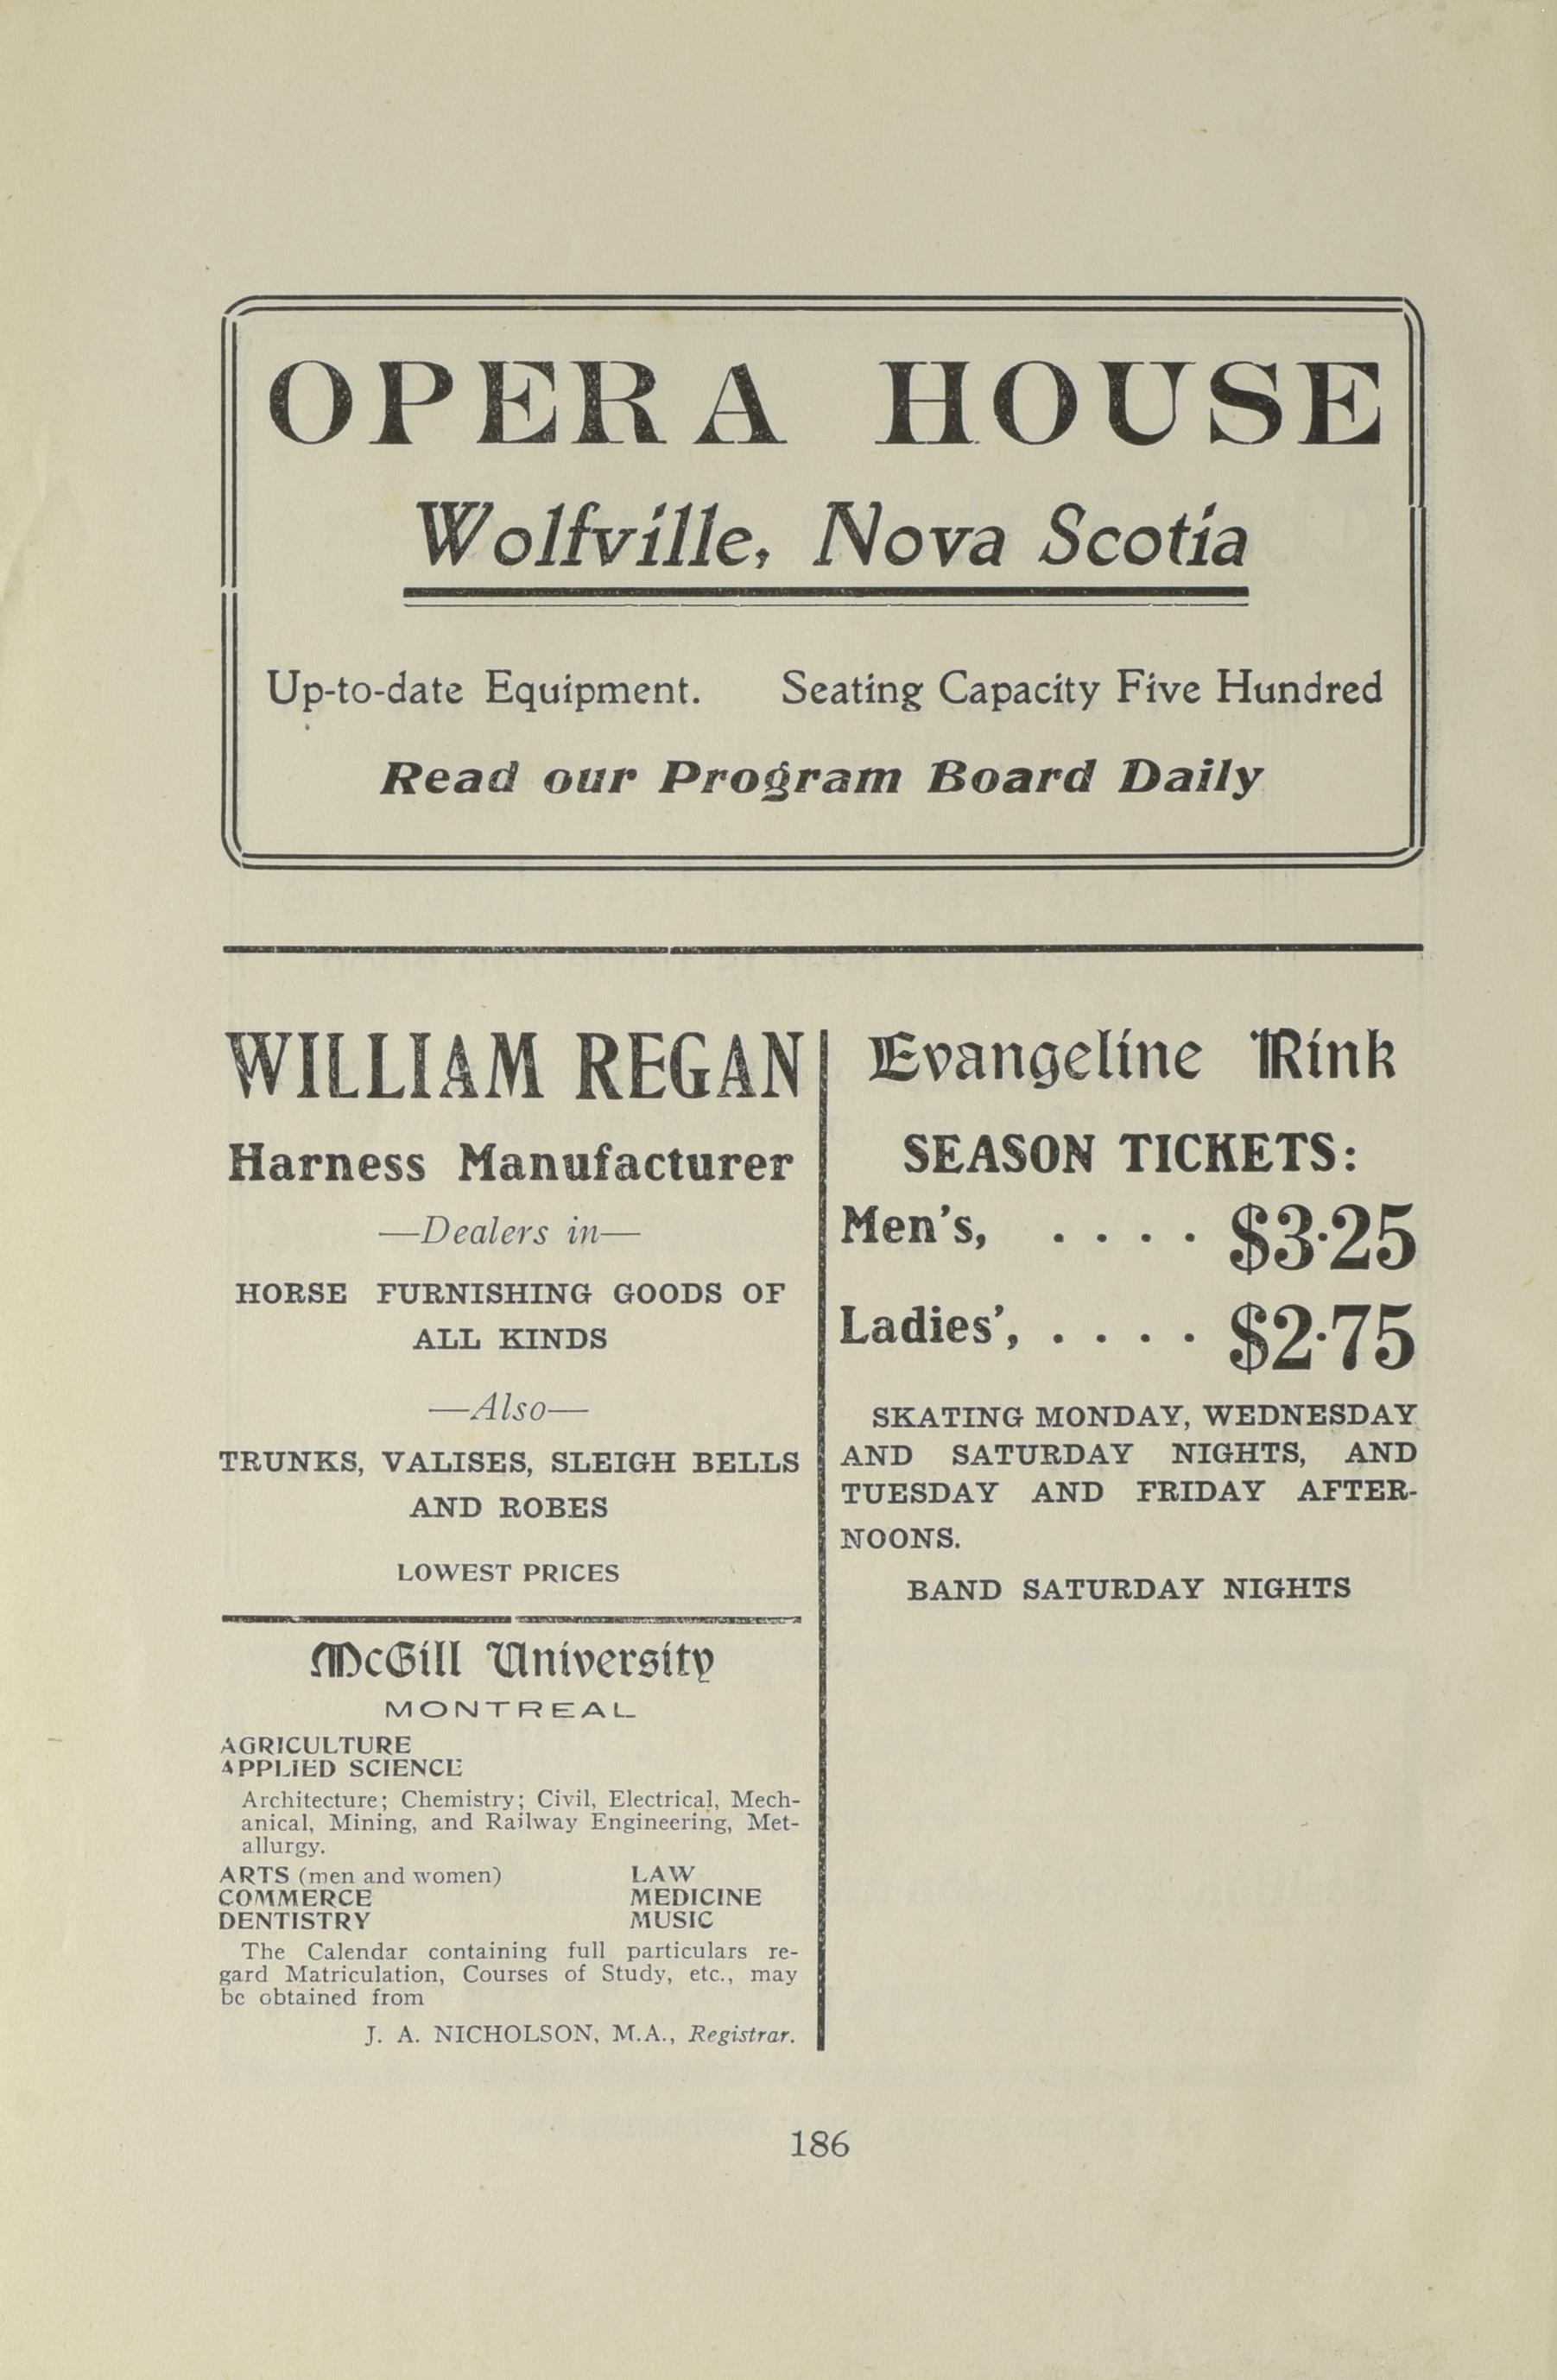 OPERA HOUSE
Wolfville, Nova Scotia
Up-to-date Equipment. Seating Capacity Five Hundred
Read our Program Board Daily
WILLIAM REGAN
Harness Manufacturer
—Dealers in—
HORSE FURNISHING GOODS OF
ALL KINDS
—Also—
TRUNKS, VALISES, SLEIGH BELLS
AND ROBES
LOWEST PRICES
McGill University
MONTREAL
AGRICULTURE
APPLIED SCIENCE
Architecture; Chemistry; Civil, Electrical, Mech-
anical, Mining, and Railway Engineering, Met-
allurgy.
ARTS (men and women) LAW
COMMERCE MEDICINE
DENTISTRY MUSIC
The Calendar containing full particulars re-
gard Matriculation, Courses of Study, etc., may
be obtained from
J. A. NICHOLSON, M.A., Registrar.
Evangeline Rink
SEASON TICKETS:
Men's, . . . . $3.25
Ladies', . . . . $2.75
SKATING MONDAY, WEDNESDAY
AND SATURDAY NIGHTS, AND
TUESDAY AND FRIDAY AFTER-
NOONS.
BAND SATURDAY NIGHTS
186